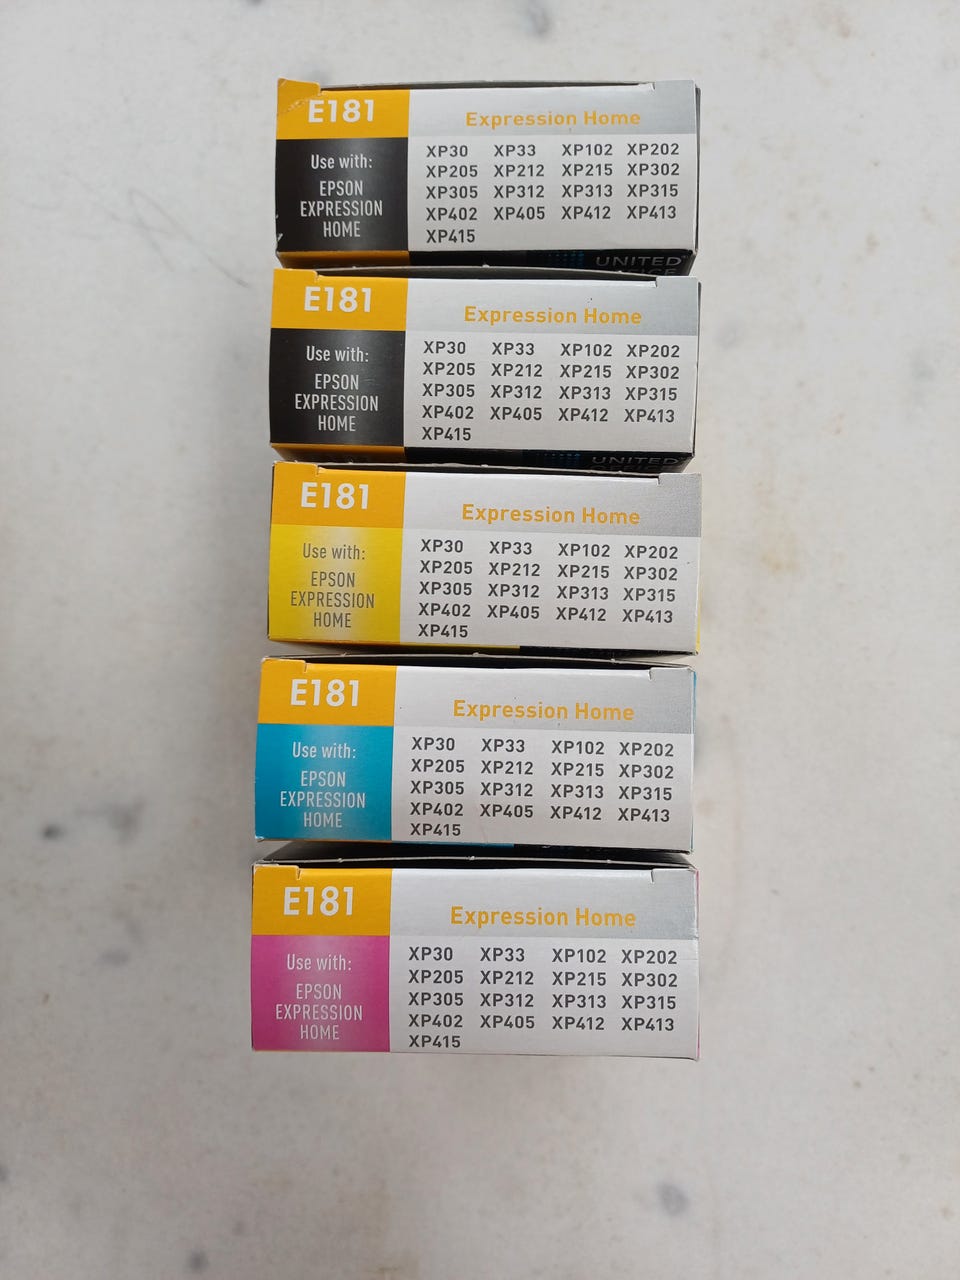 E181
Expression Home
Use with:
EPSON
EXPRESSION
HOME
XP30 XP33 XP102 XP202
XP205 XP212 XP215 XP302
XP305 XP312 XP313 XP315
XP402 XP405 XP412 XP413
XP415
UNITED
E181
Expression Home
Use with:
EPSON
EXPRESSION
HOME
XP30 XP33 XP102 XP202
XP205 XP212 XP215 XP302
XP305 XP312 XP313 XP315
XP402 XP405 XP412 XP413
XP415
UNITED
E181
Expression Home
Use with:
EPSON
EXPRESSION
HOME
XP30 XP33 XP102 XP202
XP205 XP212 XP215 XP302
XP305 XP312 XP313 XP315
XP402 XP405 XP412 XP413
XP415
E181
Expression Home
Use with:
EPSON
EXPRESSION
HOME
XP30 XP33 XP102 XP202
XP205 XP212 XP215 XP302
XP305 XP312 XP313 XP315
XP402 XP405 XP412 XP413
XP415
E181
Expression Home
Use with:
EPSON
EXPRESSION
HOME
XP30 XP33 XP102 XP202
XP205 XP212 XP215 XP302
XP305 XP312 XP313 XP315
XP402 XP405 XP412 XP413
XP415